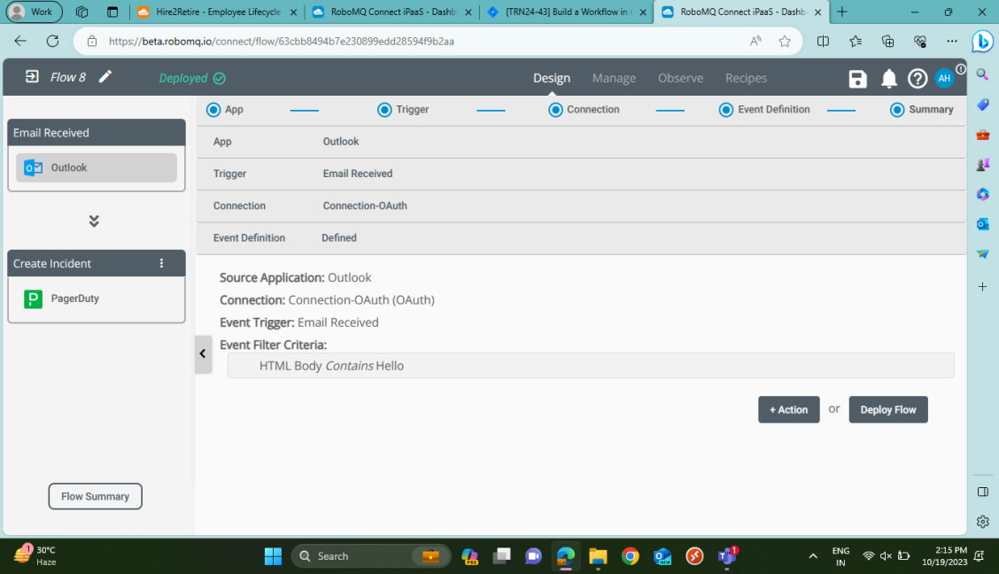 Work
Hire2Retire - Employee Lifecycle
RoboMQ Connect iPaaS - Dashb
[TRN24-43] Build a Workflow in
RoboMQ Connect iPaaS - Dashb
https://beta.robomq.io/connect/flow/63cbb8494b7e230899edd28594f9b2aa
Flow 8
Deployed
Design
Manage
Observe
Recipes
AH
App
Trigger
Connection
Event Definition
Summary
Email Received
Outlook
Create Incident
PagerDuty
Flow Summary
App Outlook
Trigger Email Received
Connection Connection-OAuth
Event Definition Defined
Source Application: Outlook
Connection: Connection-OAuth (OAuth)
Event Trigger: Email Received
Event Filter Criteria:
HTML Body Contains Hello
+ Action or Deploy Flow
1
30°C
Haze
Search
PRE
NEW
1
ENG
IN
2:15 PM
10/19/2023